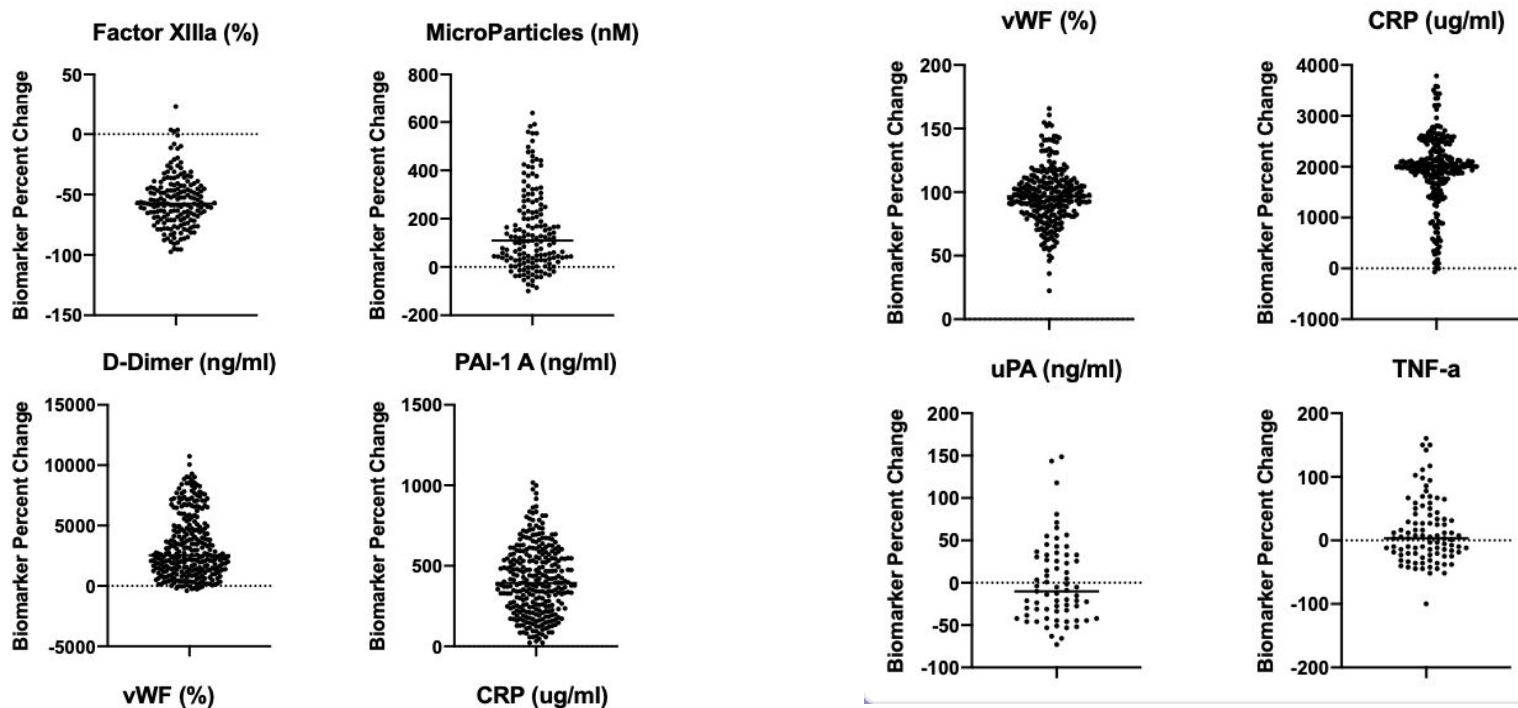 Factor XIIIa (%)
Biomarker Percent Change
50
0
-50
-100
-150
MicroParticles (nM)
Biomarker Percent Change
800
600
400
200
0
-200
vWF (%)
Biomarker Percent Change
200
150
100
50
0
CRP (ug/ml)
Biomarker Percent Change
4000
3000
2000
1000
0
-1000
D-Dimer (ng/ml)
Biomarker Percent Change
15000
10000
5000
0
-5000
PAI-1 A (ng/ml)
Biomarker Percent Change
1500
1000
500
0
uPA (ng/ml)
Biomarker Percent Change
200
150
100
50
0
-50
-100
TNF-a
Biomarker Percent Change
200
100
0
-100
-200
vWF (%)
CRP (ug/ml)